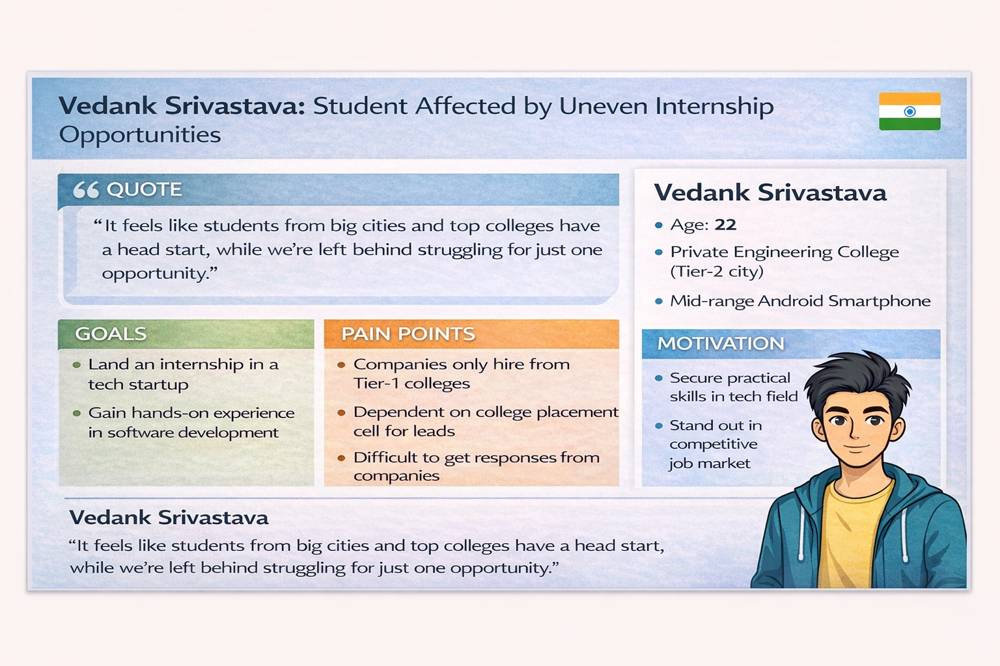 Vedank Srivastava: Student Affected by Uneven Internship
Opportunities
“ QUOTE
“It feels like students from big cities and top colleges have
a head start, while we’re left behind struggling for just one
opportunity.”
GOALS
• Land an internship in a
tech startup
• Gain hands-on experience
in software development
PAIN POINTS
• Companies only hire from
Tier-1 colleges
• Dependent on college placement
cell for leads
• Difficult to get responses from
companies
Vedank Srivastava
• Age: 22
• Private Engineering College
(Tier-2 city)
• Mid-range Android Smartphone
MOTIVATION
• Secure practical
skills in tech field
• Stand out in
competitive
job market
Vedank Srivastava
“It feels like students from big cities and top colleges have a head start,
while we’re left behind struggling for just one opportunity.”